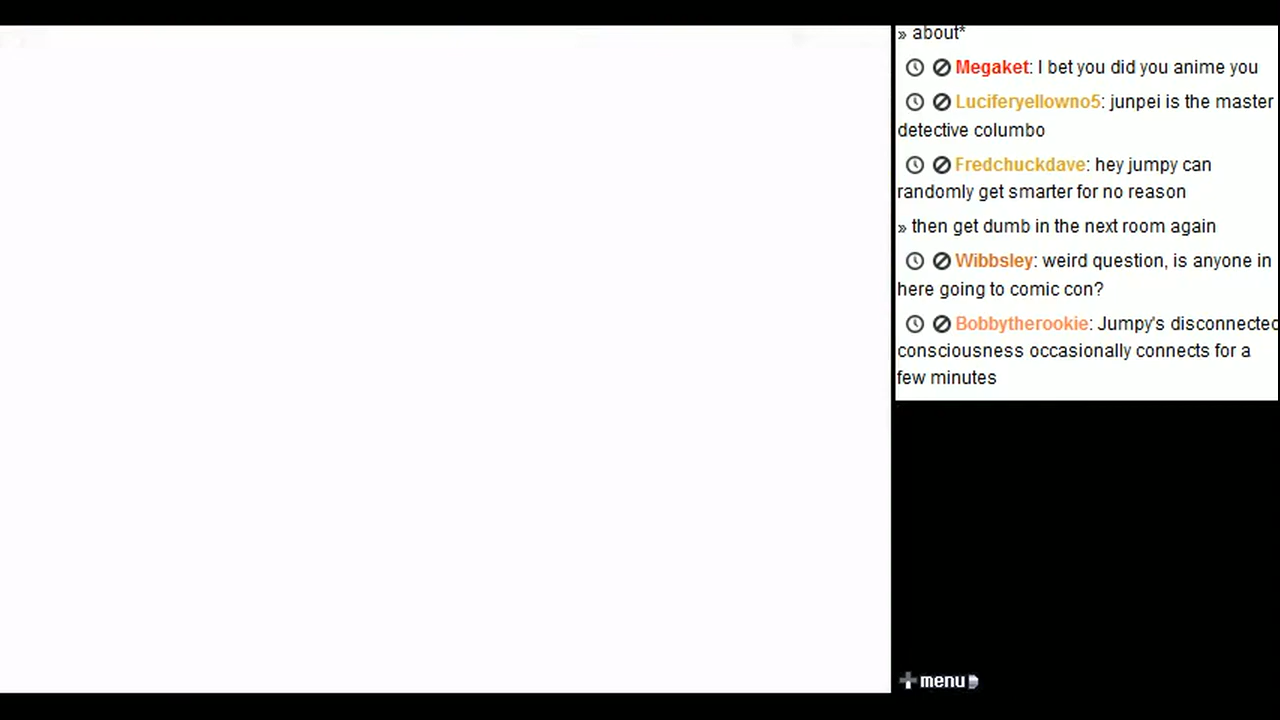 » about*
Megaket: I bet you did you anime you
Luciferyellowno5: junpei is the master
detective columbo
Fredchuckdave: hey jumpy can
randomly get smarter for no reason
» then get dumb in the next room again
Wibbsley: weird question, is anyone in
here going to comic con?
Bobbytherookie: Jumpy's disconnected
consciousness occasionally connects for a
few minutes
menu